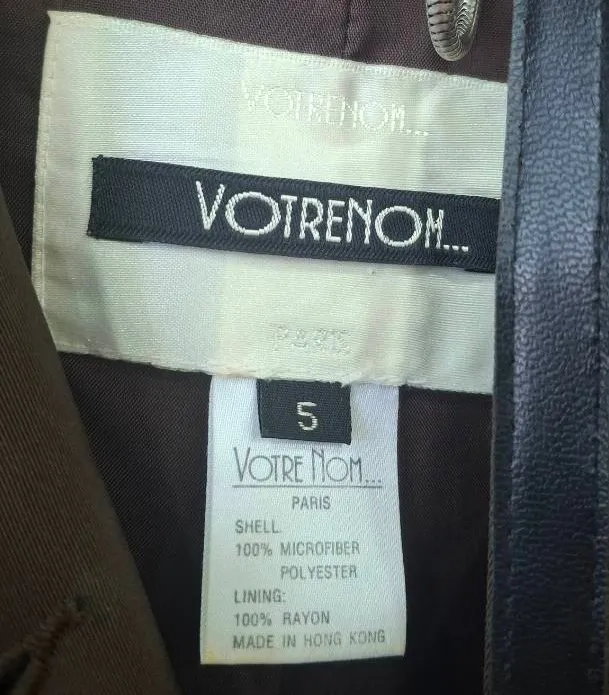 VOTRENOM...
VOTRENOM...
PARIS
5
VOTRE NOM...
PARIS
SHELL:
100% MICROFIBER
POLYESTER
LINING:
100% RAYON
MADE IN HONG KONG